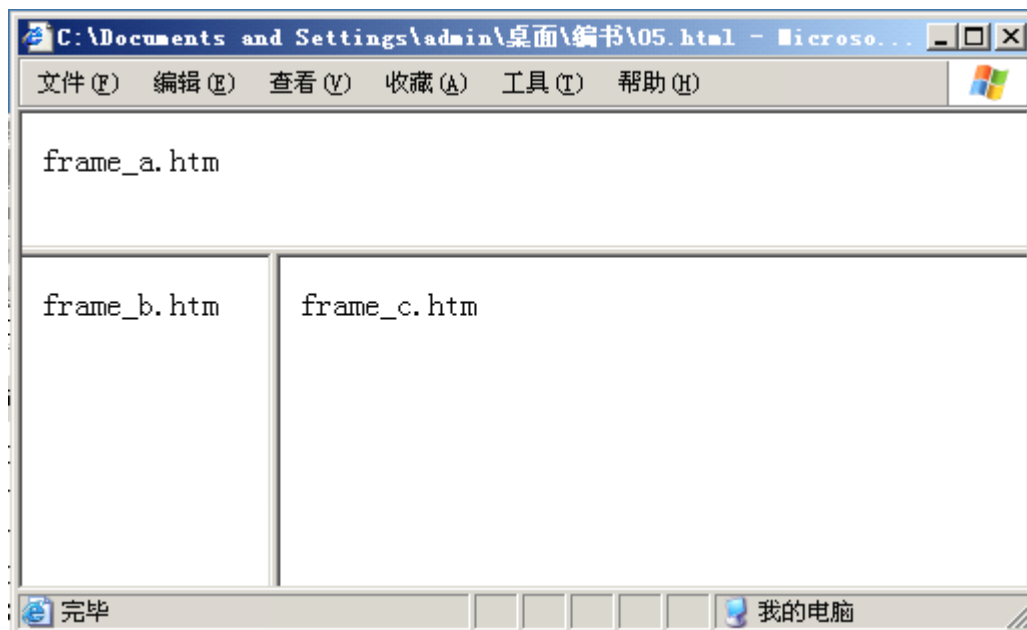 C:\Documents and Settings\admin\桌面\编书\05.html - Microso...
文件(F) 编辑(E) 查看(V) 收藏(A) 工具(T) 帮助(H)
frame_a.htm
frame_b.htm frame_c.htm
完毕 我的电脑